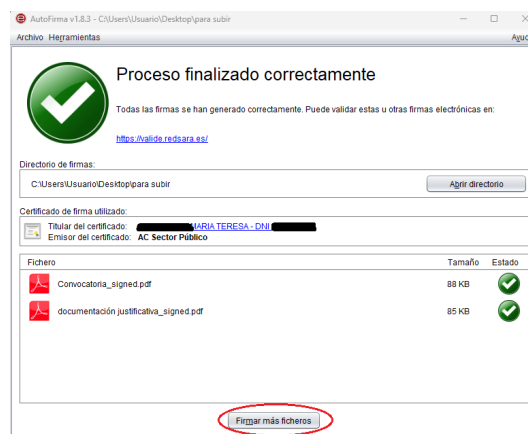 AutoFirma v1.8.3 - C:\Users\Usuario\Desktop\para subir
Archivo Herramientas
Proceso finalizado correctamente
Todas las firmas se han generado correctamente. Puede validar estas u otras firmas electrónicas en:
https://valide.redsara.es/
Directorio de firmas:
C:\Users\Usuario\Desktop\para subir Abrir directorio
Certificado de firma utilizado:
Titular del certificado: MARIA TERESA - DNI
Emisor del certificado: AC Sector Público
Fichero Tamaño Estado
Convocatoria_signed.pdf 88 KB
documentación justificativa_signed.pdf 85 KB
Firmar más ficheros